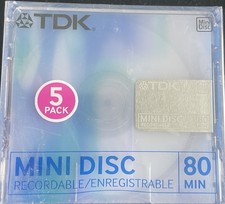 TDK
Mini
Disc
5
PACK
TDK
MINI DISC
MINI DISC
80
RECORDABLE/ENREGISTRABLE
MIN